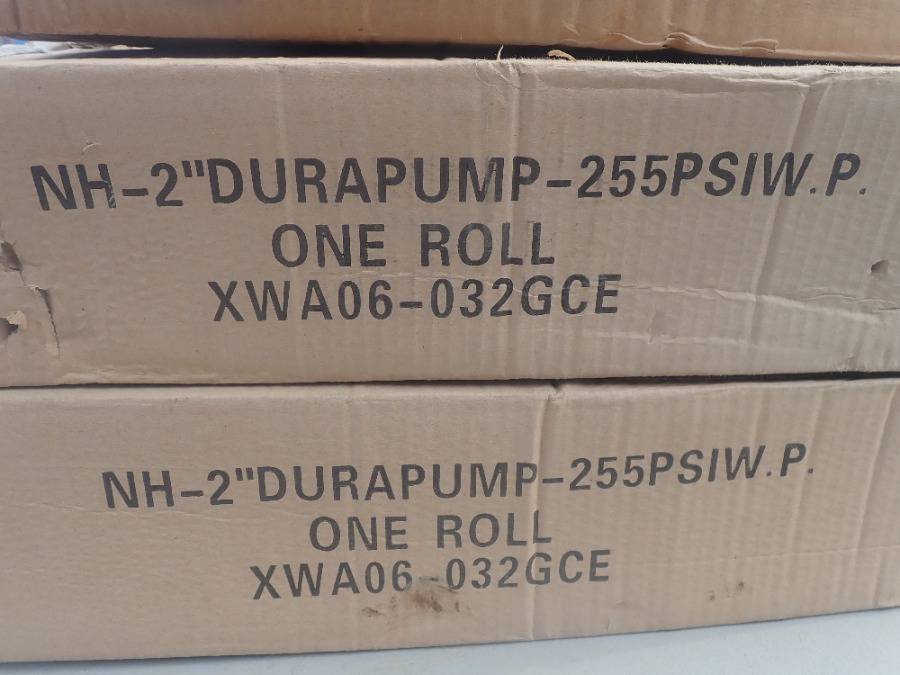 NH-2"DURAPUMP-255PSIW.P.
ONE ROLL
XWA06-032GCE
NH-2"DURAPUMP-255PSIW.P.
ONE ROLL
XWA06-032GCE